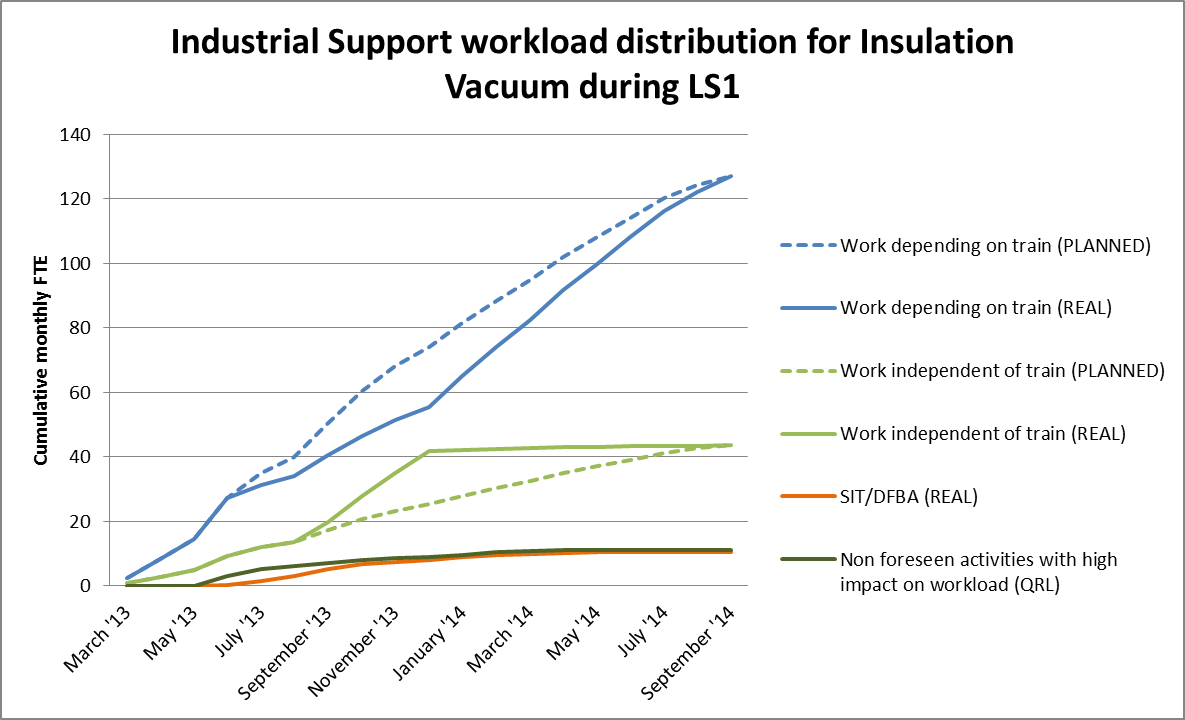 Industrial Support workload distribution for Insulation
Vacuum during LS1
Cumulative monthly FTE
140
120
100
80
60
40
20
0
March '13
May '13
July '13
September '13
November '13
January '14
March '14
May '14
July '14
September '14
Work depending on train (PLANNED)
Work depending on train (REAL)
Work independent of train (PLANNED)
Work independent of train (REAL)
SIT/DFBA (REAL)
Non foreseen activities with high
impact on workload (QRL)